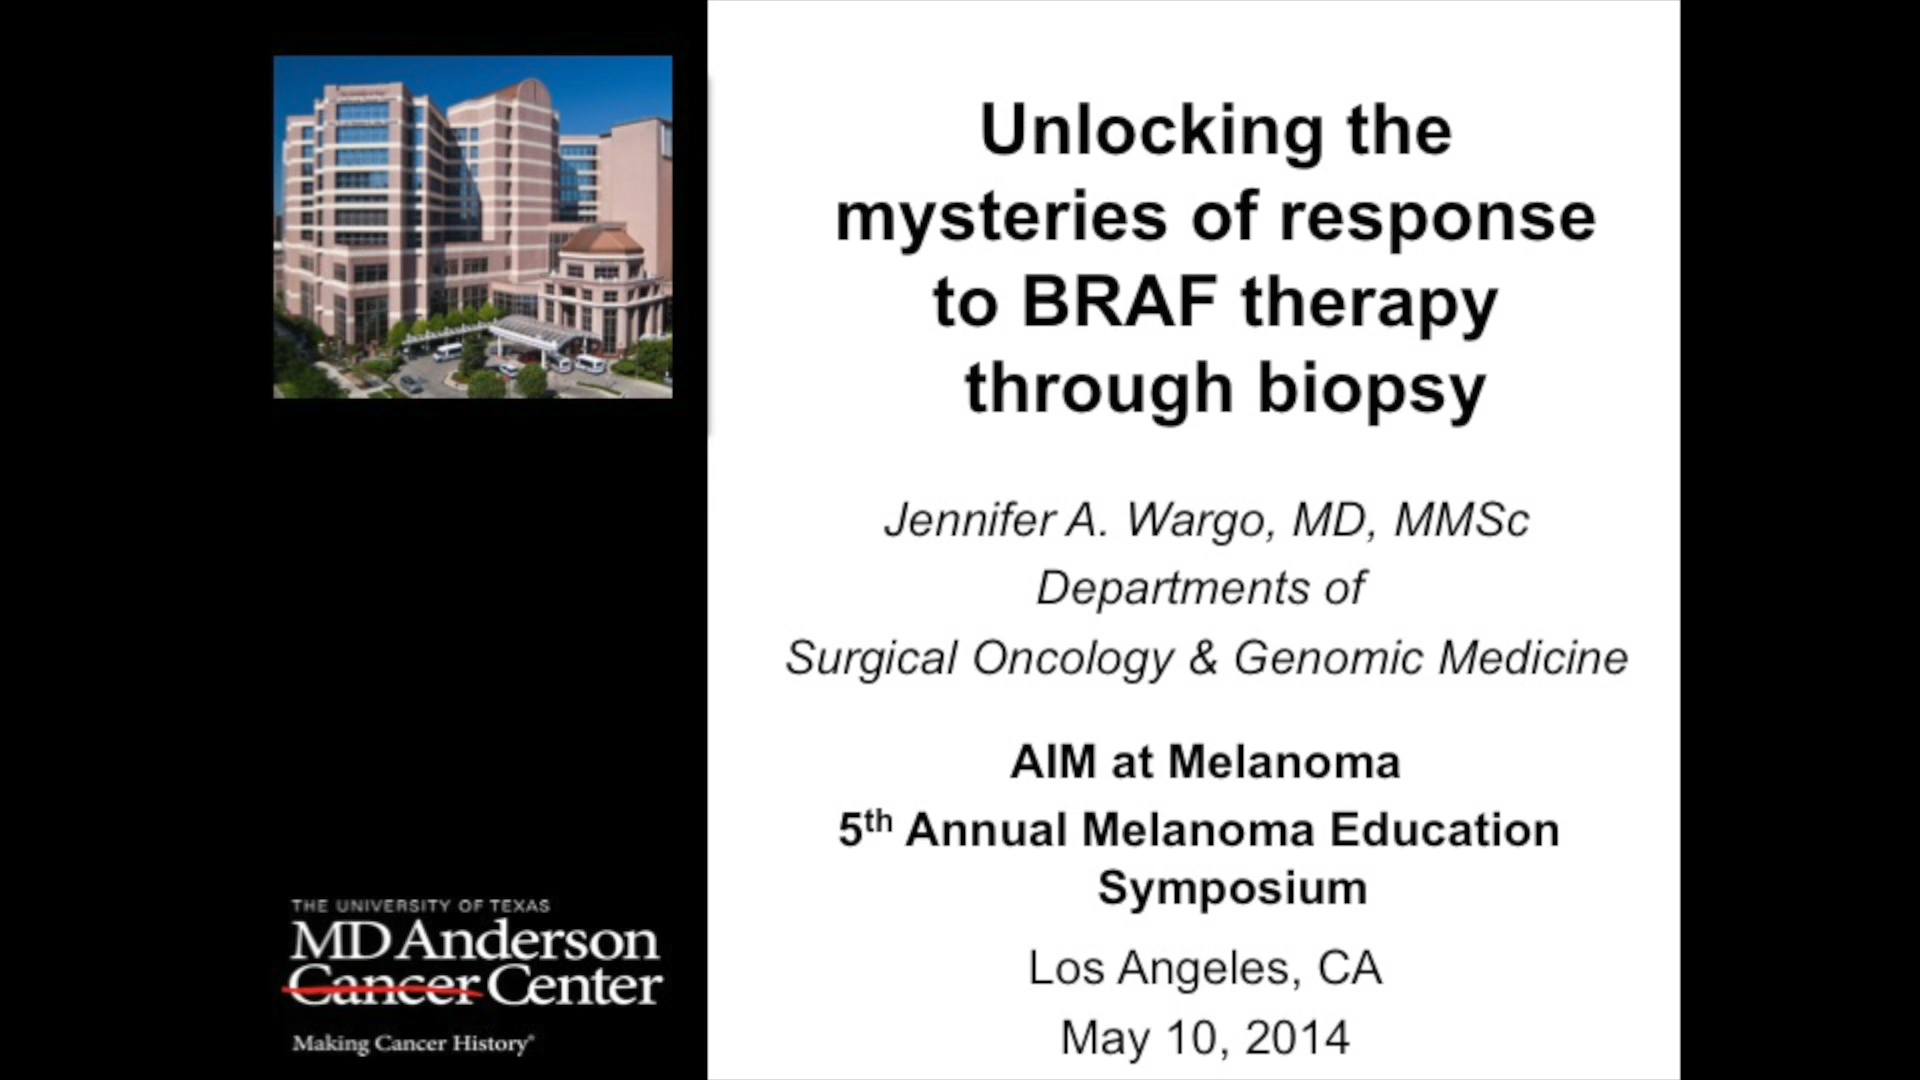 Unlocking the
mysteries of response
to BRAF therapy
through biopsy
Jennifer A. Wargo, MD, MMSc
Departments of
Surgical Oncology & Genomic Medicine
AIM at Melanoma
5th Annual Melanoma Education
Symposium
Los Angeles, CA
May 10, 2014
THE UNIVERSITY OF TEXAS
MD Anderson
Cancer Center
Making Cancer History®